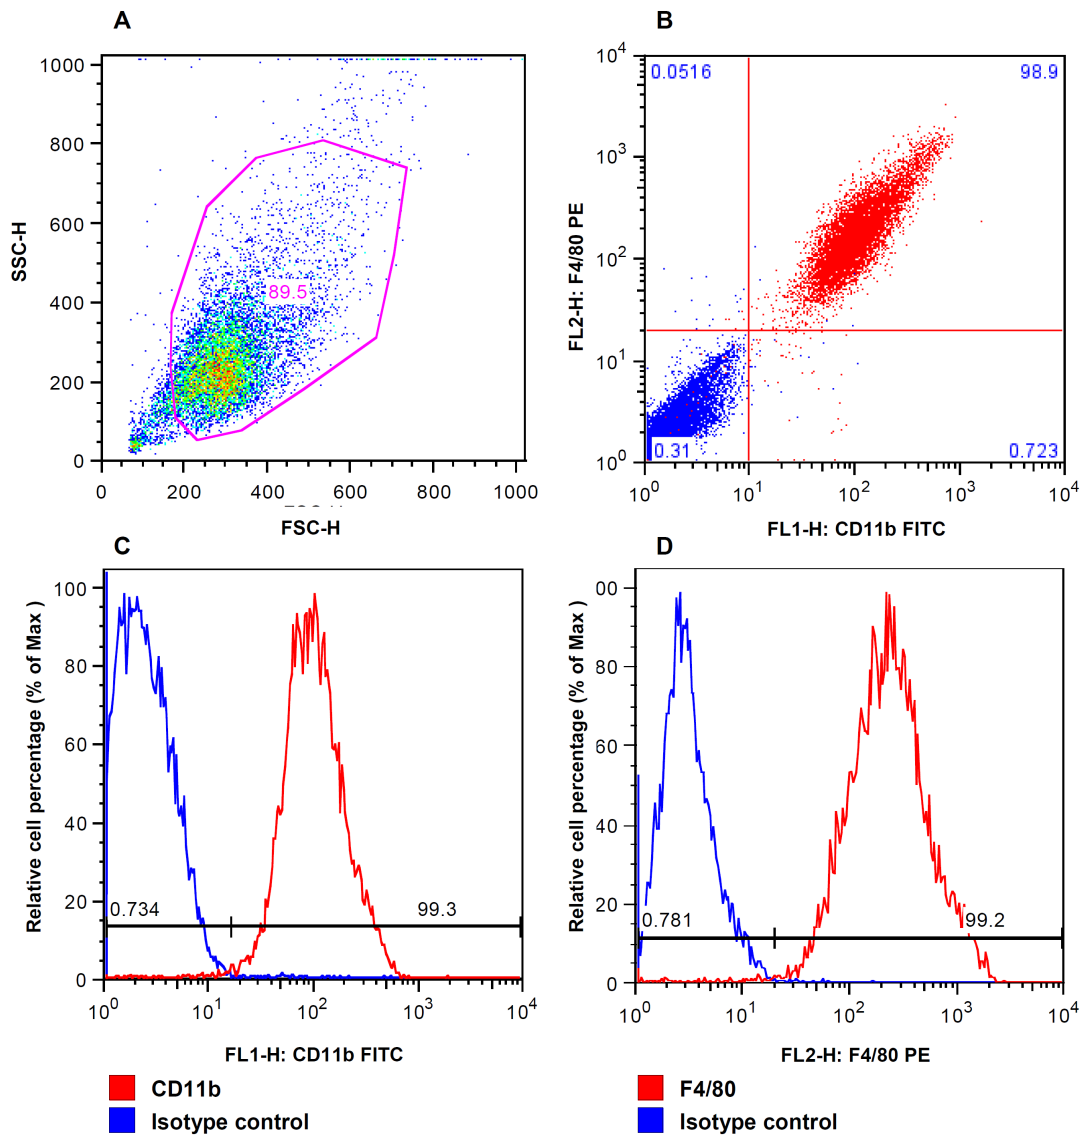 A
1000
800
600
400
200
0
SSC-H
89.5
0 200 400 600 800 1000
FSC-H
B
10^4
10^3
10^2
10^1
10^0
FL2-H: F4/80 PE
0.0516 98.9
0.31 0.723
10^0 10^1 10^2 10^3 10^4
FL1-H: CD11b FITC
C
100
80
60
40
20
0
Relative cell percentage (% of Max )
0.734 99.3
10^0 10^1 10^2 10^3 10^4
FL1-H: CD11b FITC
CD11b
Isotype control
D
00
80
60
40
20
0
Relative cell percentage (% of Max )
0.781 99.2
10^0 10^1 10^2 10^3 10^4
FL2-H: F4/80 PE
F4/80
Isotype control